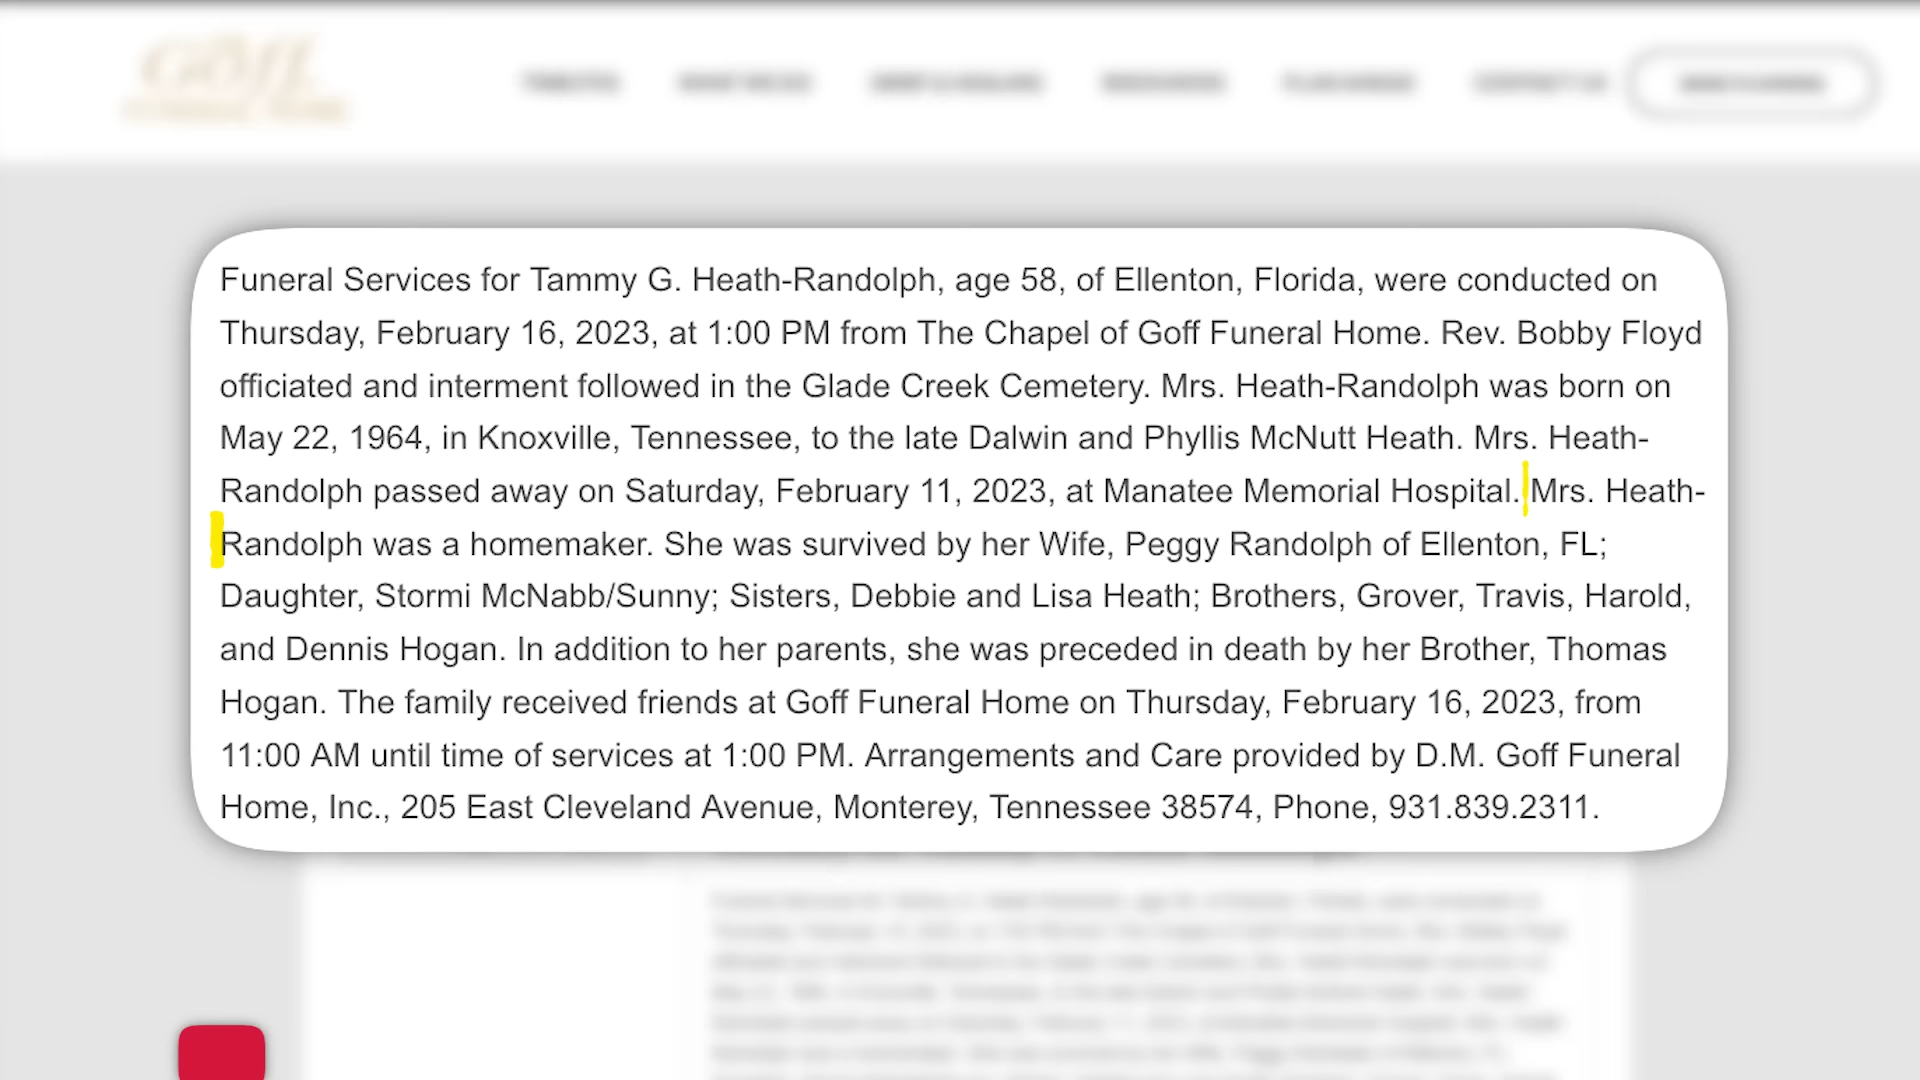 Goff
Funeral Services for Tammy G. Heath-Randolph, age 58, of Ellenton, Florida, were conducted on
Thursday, February 16, 2023, at 1:00 PM from The Chapel of Goff Funeral Home. Rev. Bobby Floyd
officiated and interment followed in the Glade Creek Cemetery. Mrs. Heath-Randolph was born on
May 22, 1964, in Knoxville, Tennessee, to the late Dalwin and Phyllis McNutt Heath. Mrs. Heath-
Randolph passed away on Saturday, February 11, 2023, at Manatee Memorial Hospital. Mrs. Heath-
Randolph was a homemaker. She was survived by her Wife, Peggy Randolph of Ellenton, FL;
Daughter, Stormi McNabb/Sunny; Sisters, Debbie and Lisa Heath; Brothers, Grover, Travis, Harold,
and Dennis Hogan. In addition to her parents, she was preceded in death by her Brother, Thomas
Hogan. The family received friends at Goff Funeral Home on Thursday, February 16, 2023, from
11:00 AM until time of services at 1:00 PM. Arrangements and Care provided by D.M. Goff Funeral
Home, Inc., 205 East Cleveland Avenue, Monterey, Tennessee 38574, Phone, 931.839.2311.